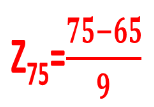 Z₇₅ = (75−65)/9